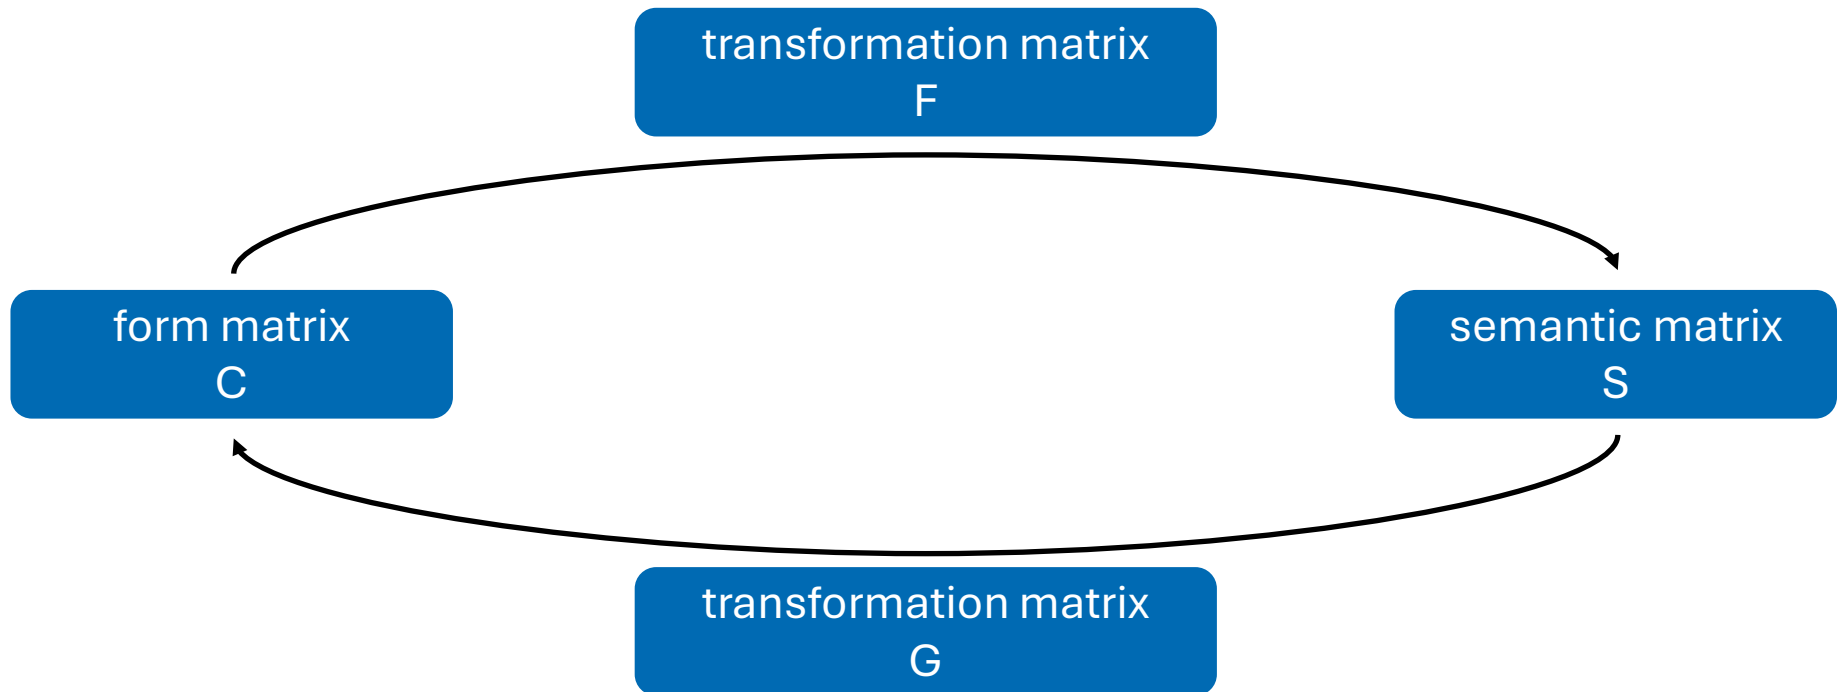 transformation matrix
F
form matrix
C
semantic matrix
S
transformation matrix
G